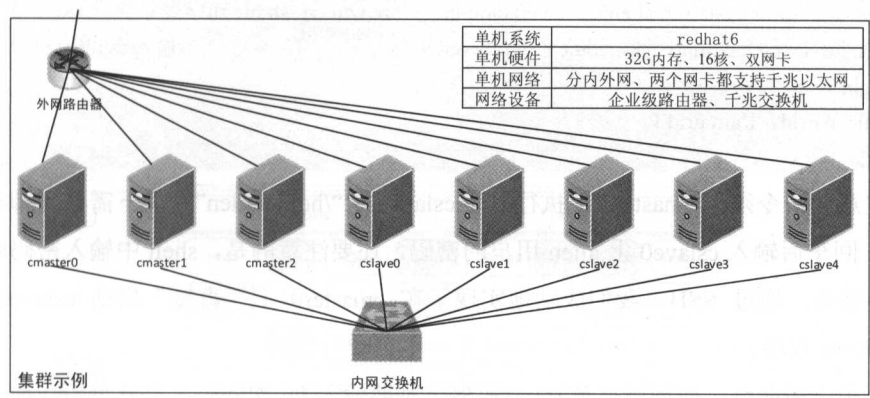 单机系统 redhat6
单机硬件 32G内存、16核、双网卡
单机网络 分内外网、两个网卡都支持千兆以太网
网络设备 企业级路由器、千兆交换机
外网路由器
cmaster0 cmaster1 cmaster2 cslave0 cslave1 cslave2 cslave3 cslave4
集群示例 内网交换机